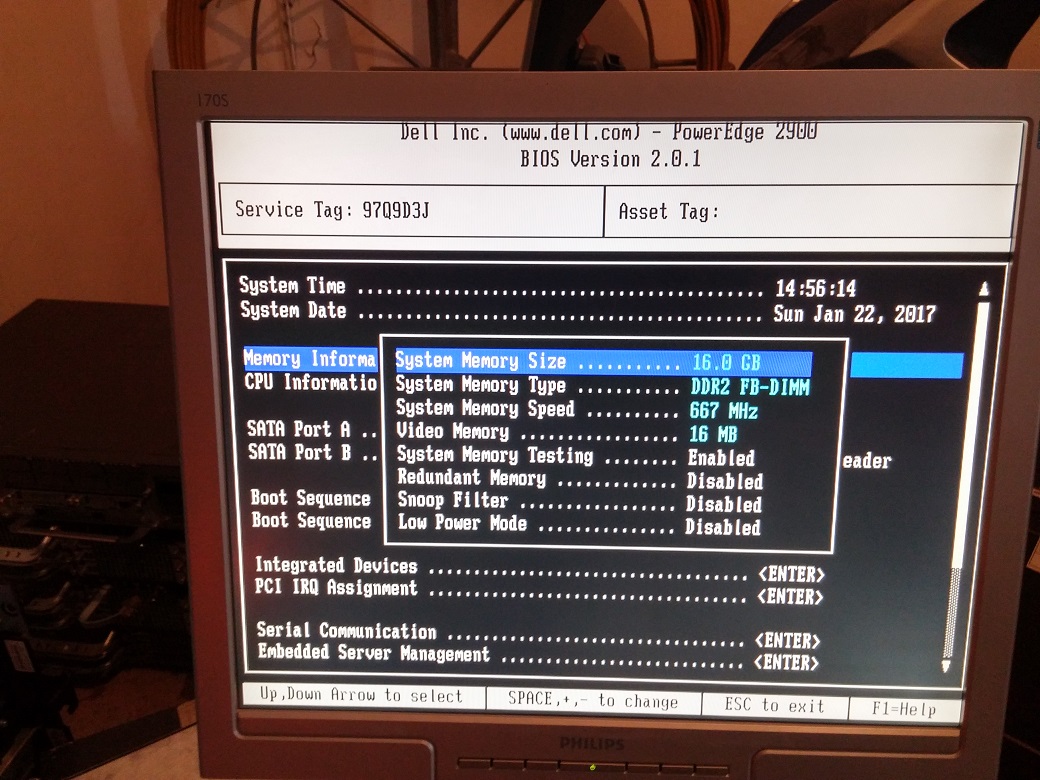 170S
Dell Inc. (www.dell.com) - PowerEdge 2900
BIOS Version 2.0.1
Service Tag: 97Q9D3J
Asset Tag:
System Time ........................................ 14:56:14
System Date ........................................ Sun Jan 22, 2017
Memory Informa
CPU Informatio
SATA Port A ..
SATA Port B ..
eader
Boot Sequence
Boot Sequence
System Memory Size ........... 16.0 GB
System Memory Type ........... DDR2 FB-DIMM
System Memory Speed .......... 667 MHz
Video Memory ................. 16 MB
System Memory Testing ........ Enabled
Redundant Memory ............. Disabled
Snoop Filter ................. Disabled
Low Power Mode ............... Disabled
Integrated Devices ................................ <ENTER>
PCI IRQ Assignment ................................ <ENTER>
Serial Communication .............................. <ENTER>
Embedded Server Management ........................ <ENTER>
Up,Down Arrow to select
SPACE,+,- to change
ESC to exit
F1=Help
PHILIPS